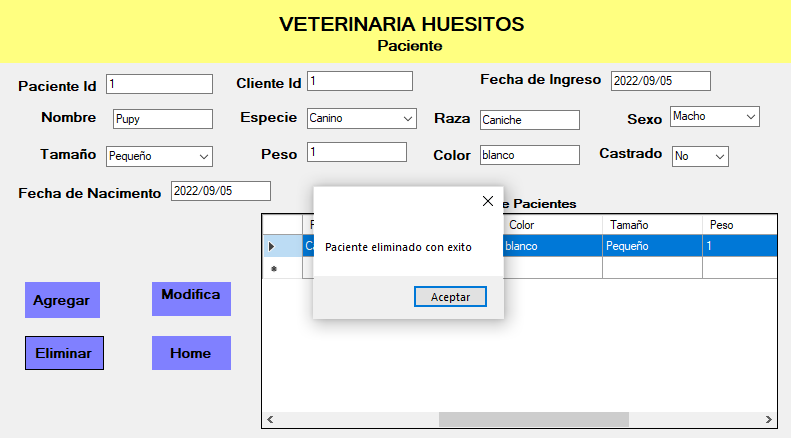 VETERINARIA HUESITOS
Paciente
Paciente Id 1 Cliente Id 1 Fecha de Ingreso 2022/09/05
Nombre Pupy Especie Canino Raza Caniche Sexo Macho
Tamaño Pequeño Peso 1 Color blanco Castrado No
Fecha de Nacimento 2022/09/05
Pacientes
Color Tamaño Peso
blanco Pequeño 1
Paciente eliminado con exito
Aceptar
Agregar Modifica
Eliminar Home